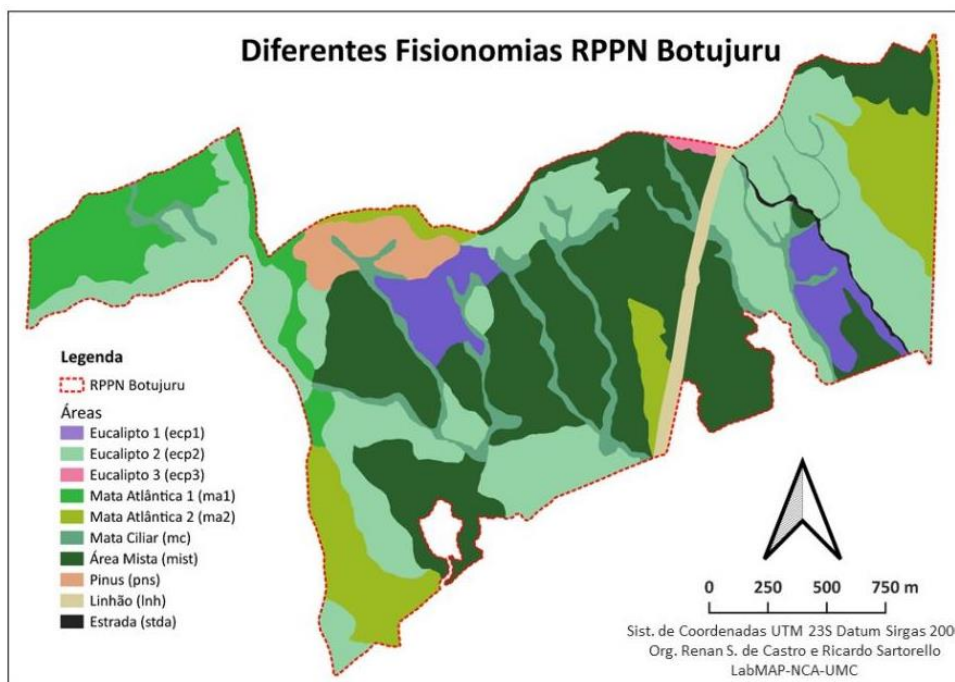 Diferentes Fisionomias RPPN Botujuru
Legenda
RPPN Botujuru
Áreas
Eucalipto 1 (ecp1)
Eucalipto 2 (ecp2)
Eucalipto 3 (ecp3)
Mata Atlântica 1 (ma1)
Mata Atlântica 2 (ma2)
Mata Ciliar (mc)
Área Mista (mist)
Pinus (pns)
Linhão (lnh)
Estrada (stda)
0 250 500 750 m
Sist. de Coordenadas UTM 23S Datum Sirgas 200
Org. Renan S. de Castro e Ricardo Sartorello
LabMAP-NCA-UMC